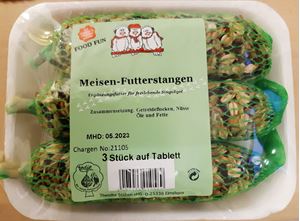 FOOD FUN
Meisen-Futterstangen
Ergänzungsfutter für freilebende Singvögel
Zusammensetzung: Getreideflocken, Nüsse
Öle und Fette
MHD: 05.2023
Chargen No:21105
3 Stück auf Tablett